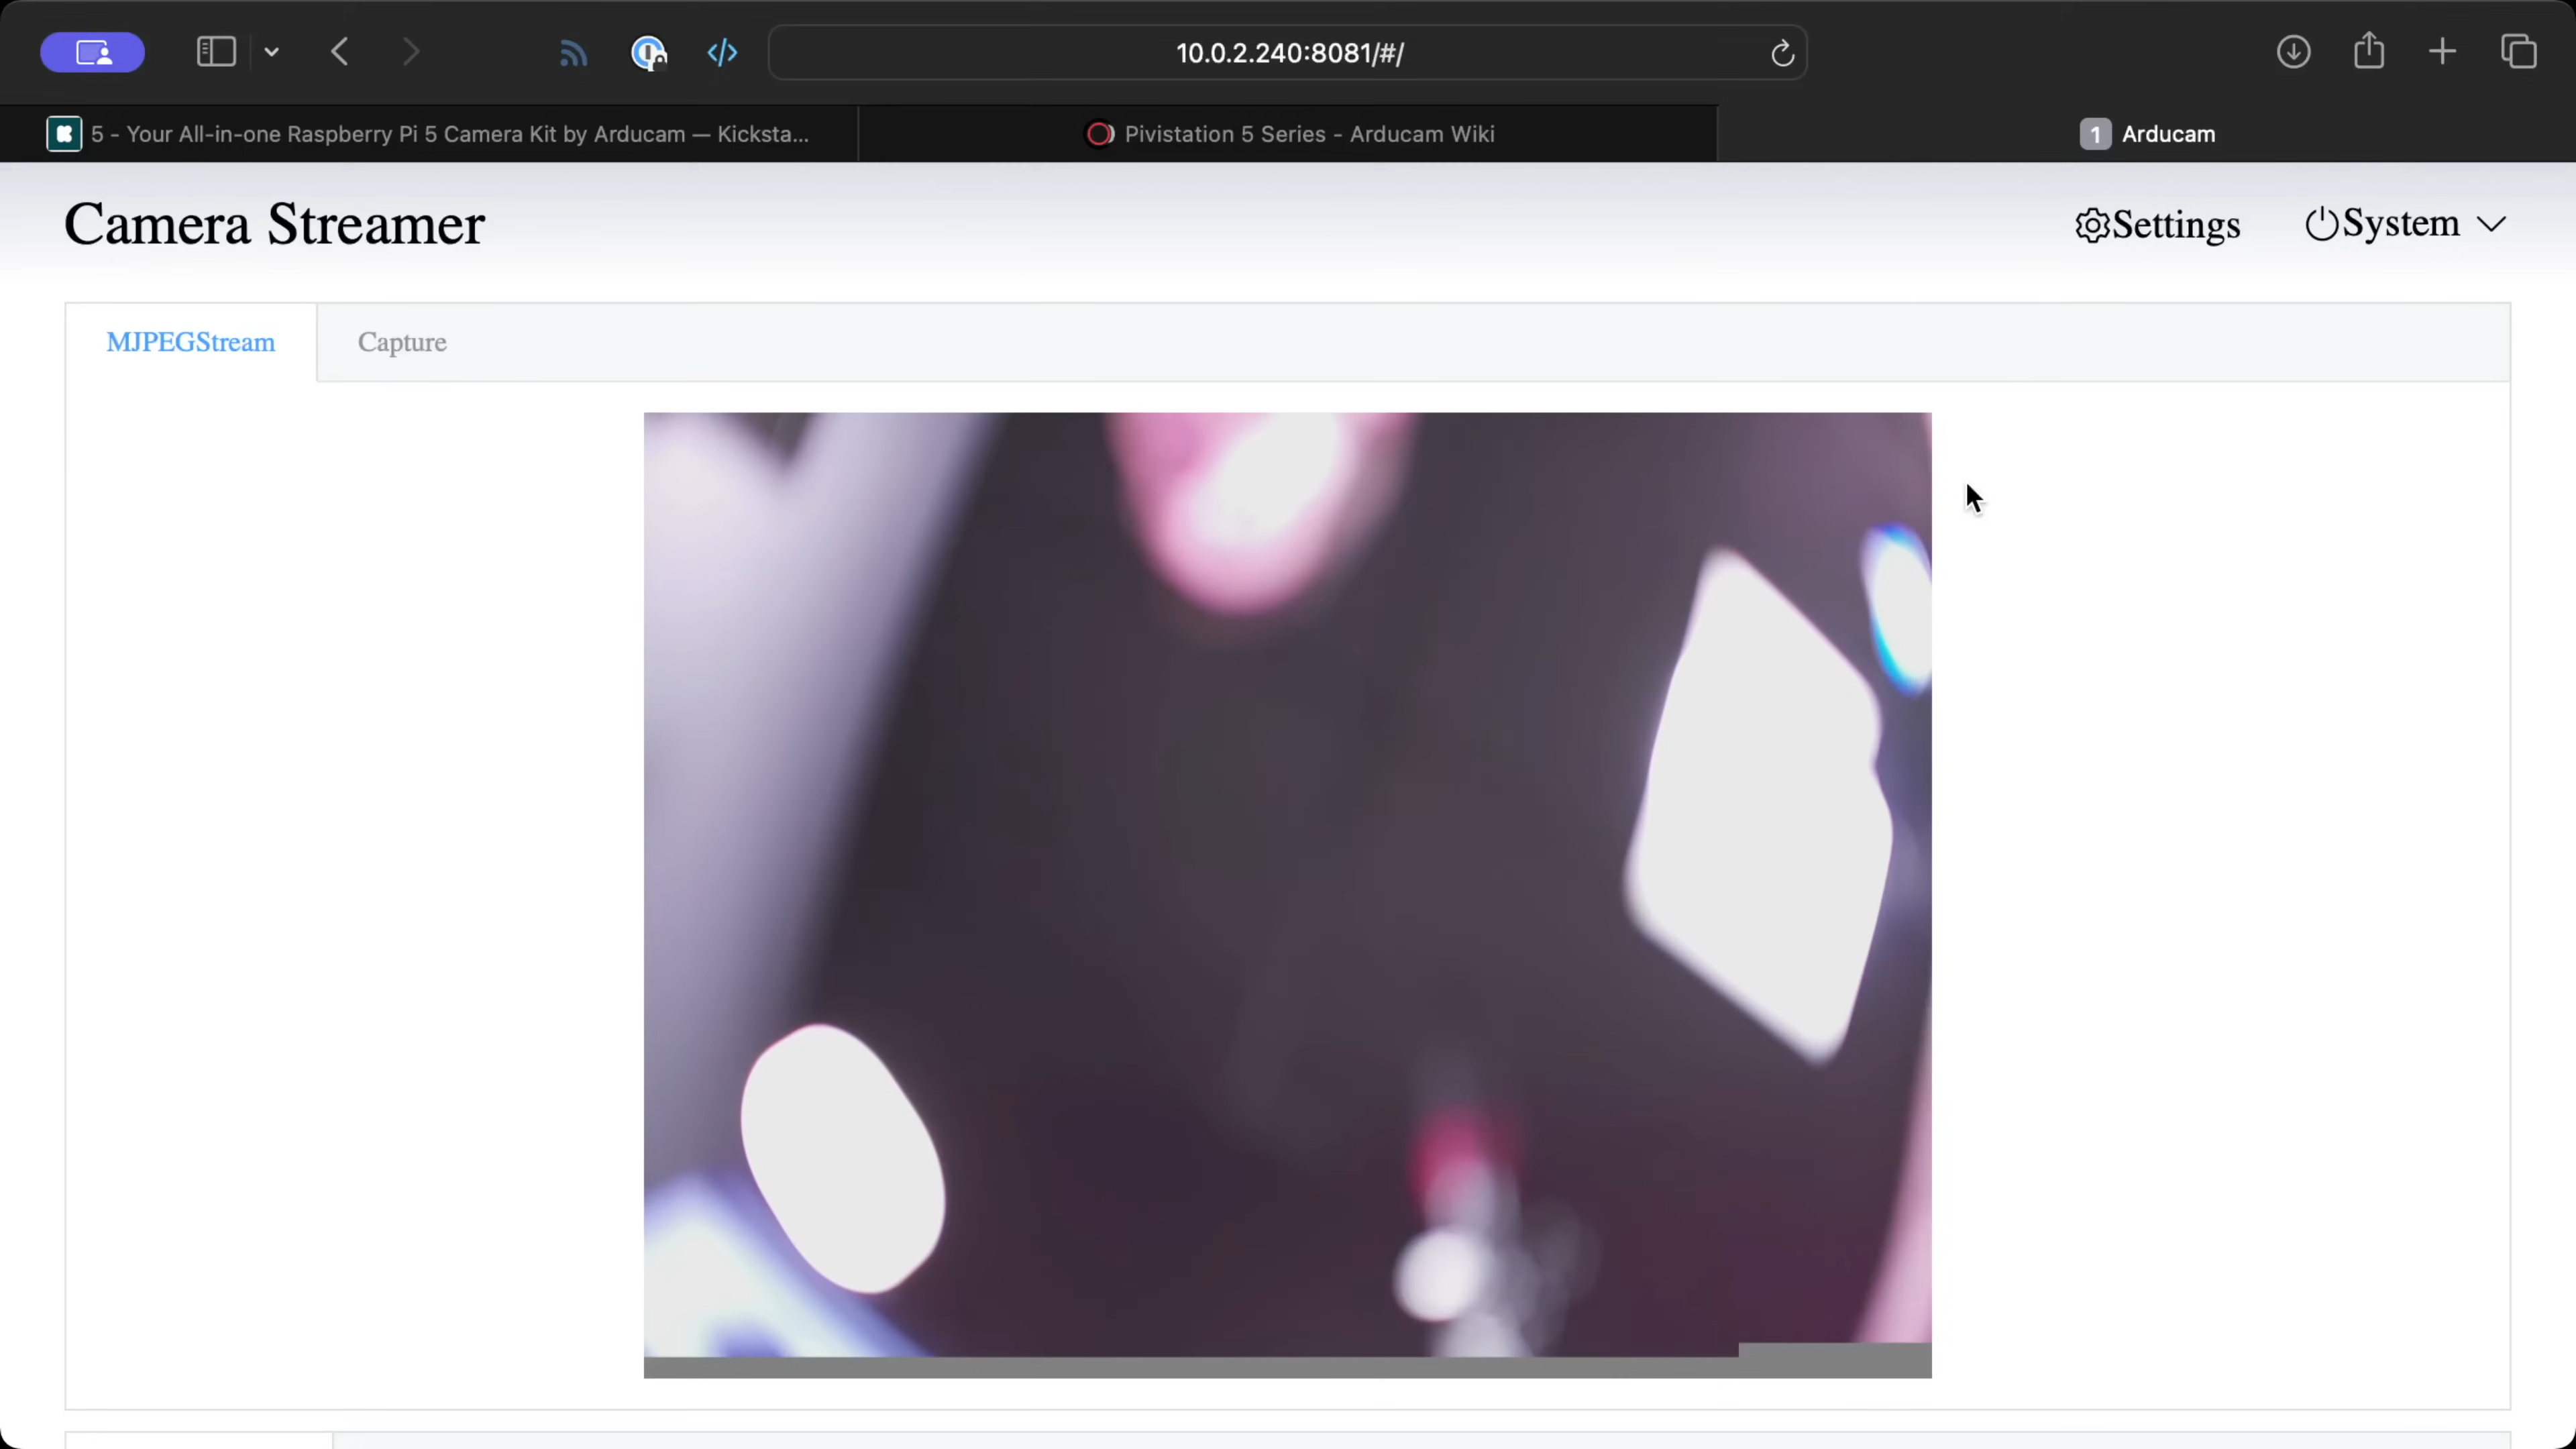 10.0.2.240:8081/#/
5 - Your All-in-one Raspberry Pi 5 Camera Kit by Arducam — Kicksta...
Pivistation 5 Series - Arducam Wiki
1 Arducam
Camera Streamer
Settings
System
MJPEGStream
Capture